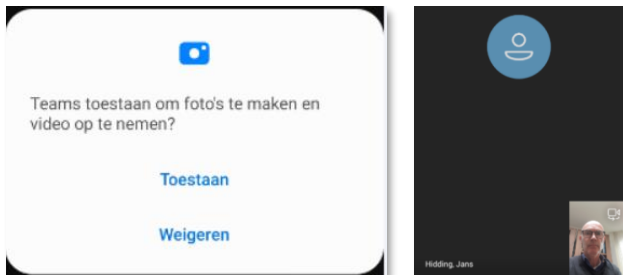 Teams toestaan om foto's te maken en
video op te nemen?
Toestaan
Weigeren
Hidding, Jans